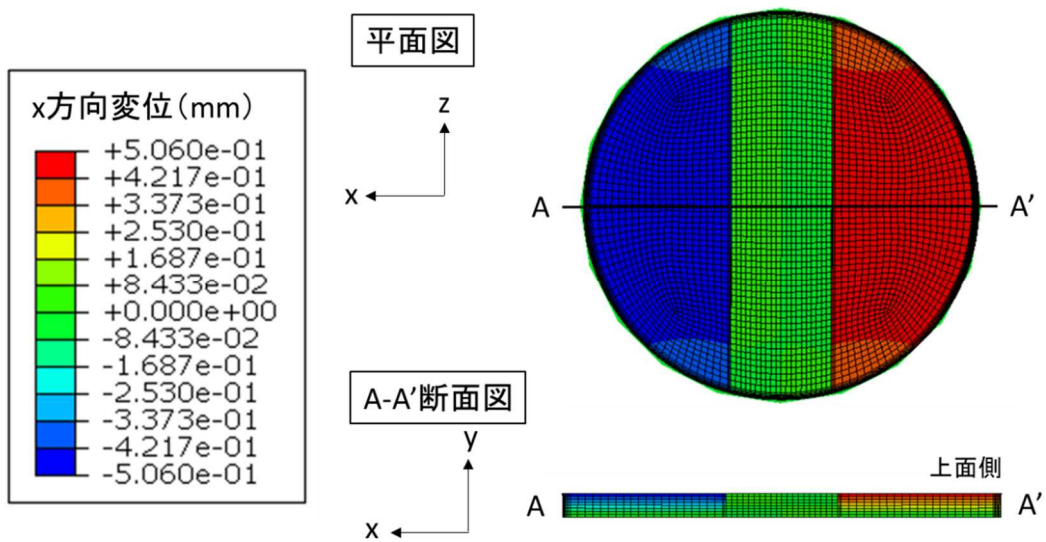 平面図
x方向変位(mm)
+5.060e-01
+4.217e-01
+3.373e-01
+2.530e-01
+1.687e-01
+8.433e-02
+0.000e+00
-8.433e-02
-1.687e-01
-2.530e-01
-3.373e-01
-4.217e-01
-5.060e-01
z
x
A
A’
A-A’断面図
y
x
上面側
A
A’